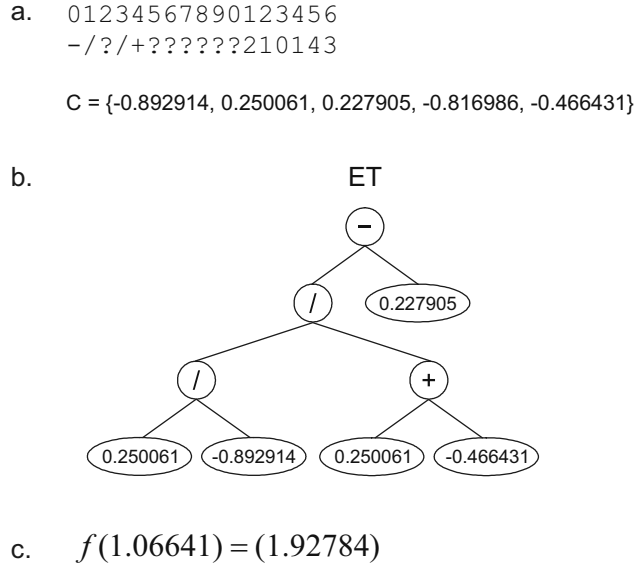 a. 01234567890123456
-/?/+??????210143
C = {-0.892914, 0.250061, 0.227905, -0.816986, -0.466431}
b. ET
-
/ 0.227905
/ +
0.250061 -0.892914 0.250061 -0.466431
c. f(1.06641) = (1.92784)